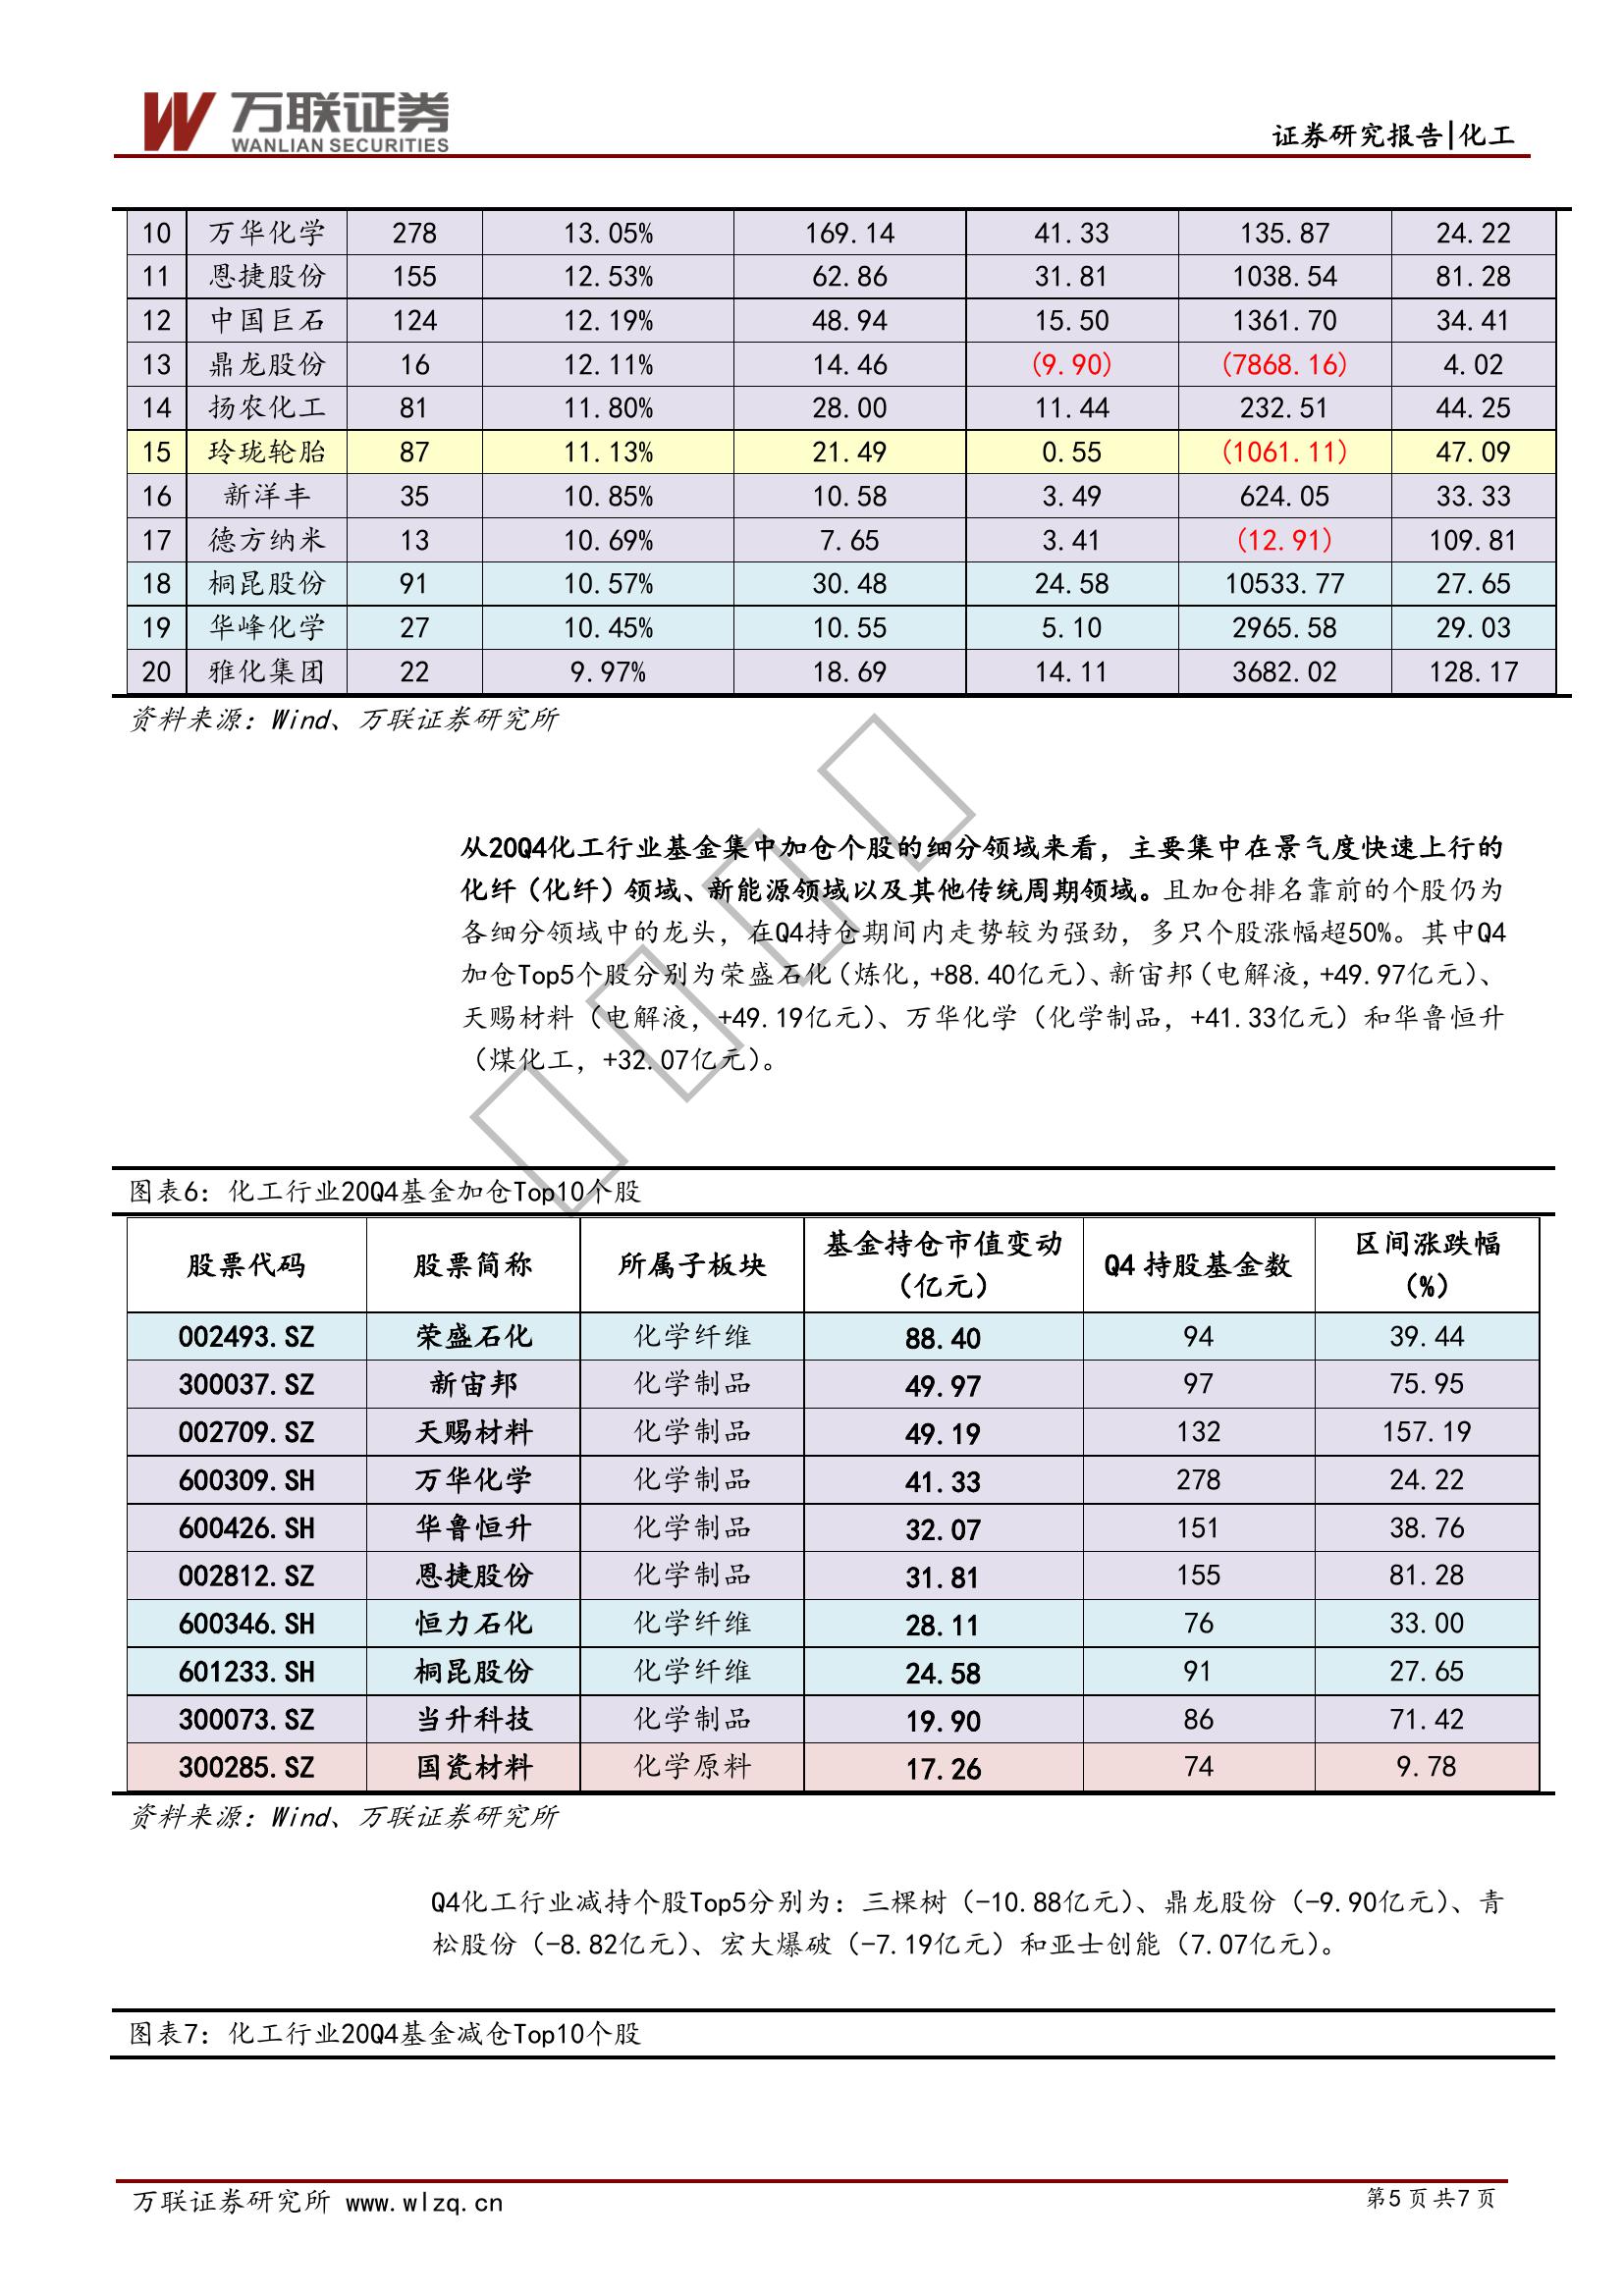 万联证券
WANLIAN SECURITIES
证券研究报告|化工
10 万华化学 278 13.05% 169.14 41.33 135.87 24.22
11 恩捷股份 155 12.53% 62.86 31.81 1038.54 81.28
12 中国巨石 124 12.19% 48.94 15.50 1361.70 34.41
13 鼎龙股份 16 12.11% 14.46 (9.90) (7868.16) 4.02
14 扬农化工 81 11.80% 28.00 11.44 232.51 44.25
15 玲珑轮胎 87 11.13% 21.49 0.55 (1061.11) 47.09
16 新洋丰 35 10.85% 10.58 3.49 624.05 33.33
17 德方纳米 13 10.69% 7.65 3.41 (12.91) 109.81
18 桐昆股份 91 10.57% 30.48 24.58 10533.77 27.65
19 华峰化学 27 10.45% 10.55 5.10 2965.58 29.03
20 雅化集团 22 9.97% 18.69 14.11 3682.02 128.17
资料来源：Wind、万联证券研究所
从20Q4化工行业基金集中加仓个股的细分领域来看，主要集中在景气度快速上行的
化纤（化纤）领域、新能源领域以及其他传统周期领域。且加仓排名靠前的个股仍为
各细分领域中的龙头，在Q4持仓期间内走势较为强劲，多只个股涨幅超50%。其中Q4
加仓Top5个股分别为荣盛石化（炼化，+88.40亿元）、新宙邦（电解液，+49.97亿元）、
天赐材料（电解液，+49.19亿元）、万华化学（化学制品，+41.33亿元）和华鲁恒升
（煤化工，+32.07亿元）。
图表6：化工行业20Q4基金加仓Top10个股
股票代码 股票简称 所属子板块 基金持仓市值变动（亿元） Q4 持股基金数 区间涨跌幅（%）
002493.SZ 荣盛石化 化学纤维 88.40 94 39.44
300037.SZ 新宙邦 化学制品 49.97 97 75.95
002709.SZ 天赐材料 化学制品 49.19 132 157.19
600309.SH 万华化学 化学制品 41.33 278 24.22
600426.SH 华鲁恒升 化学制品 32.07 151 38.76
002812.SZ 恩捷股份 化学制品 31.81 155 81.28
600346.SH 恒力石化 化学纤维 28.11 76 33.00
601233.SH 桐昆股份 化学纤维 24.58 91 27.65
300073.SZ 当升科技 化学制品 19.90 86 71.42
300285.SZ 国瓷材料 化学原料 17.26 74 9.78
资料来源：Wind、万联证券研究所
Q4化工行业减持个股Top5分别为：三棵树（-10.88亿元）、鼎龙股份（-9.90亿元）、青
松股份（-8.82亿元）、宏大爆破（-7.19亿元）和亚士创能（7.07亿元）。
图表7：化工行业20Q4基金减仓Top10个股
万联证券研究所 www.wlzq.cn
第5页共7页